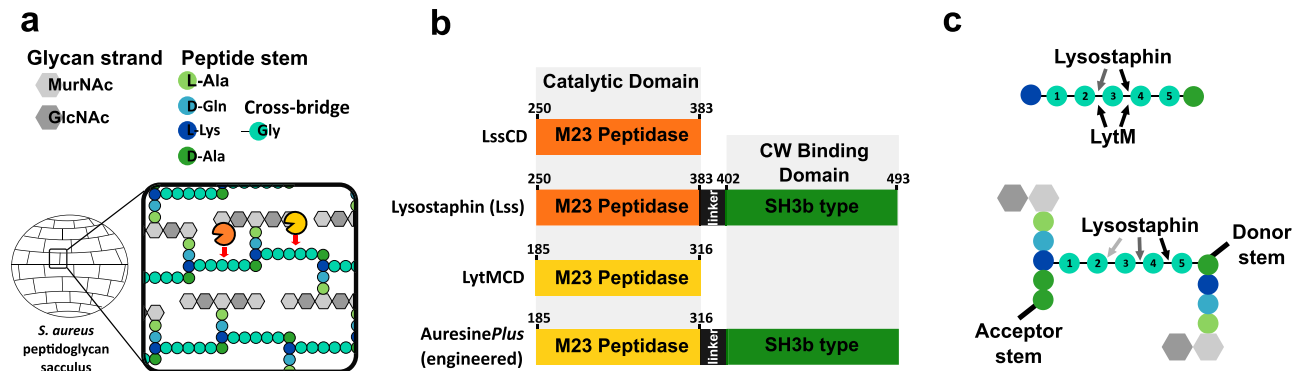 a
Glycan strand
MurNAc
GlcNAc
Peptide stem
L-Ala
D-Gln
L-Lys
D-Ala
Cross-bridge
Gly
S. aureus
peptidoglycan
sacculus
b
Catalytic Domain
250 383
LssCD M23 Peptidase
CW Binding
Domain
250 383 402 493
Lysostaphin (Lss) M23 Peptidase linker SH3b type
185 316
LytMCD M23 Peptidase
185 316
AuresinePlus
(engineered)
M23 Peptidase linker SH3b type
c
Lysostaphin
1 2 3 4 5
LytM
Lysostaphin
1 2 3 4 5
Donor
stem
Acceptor
stem